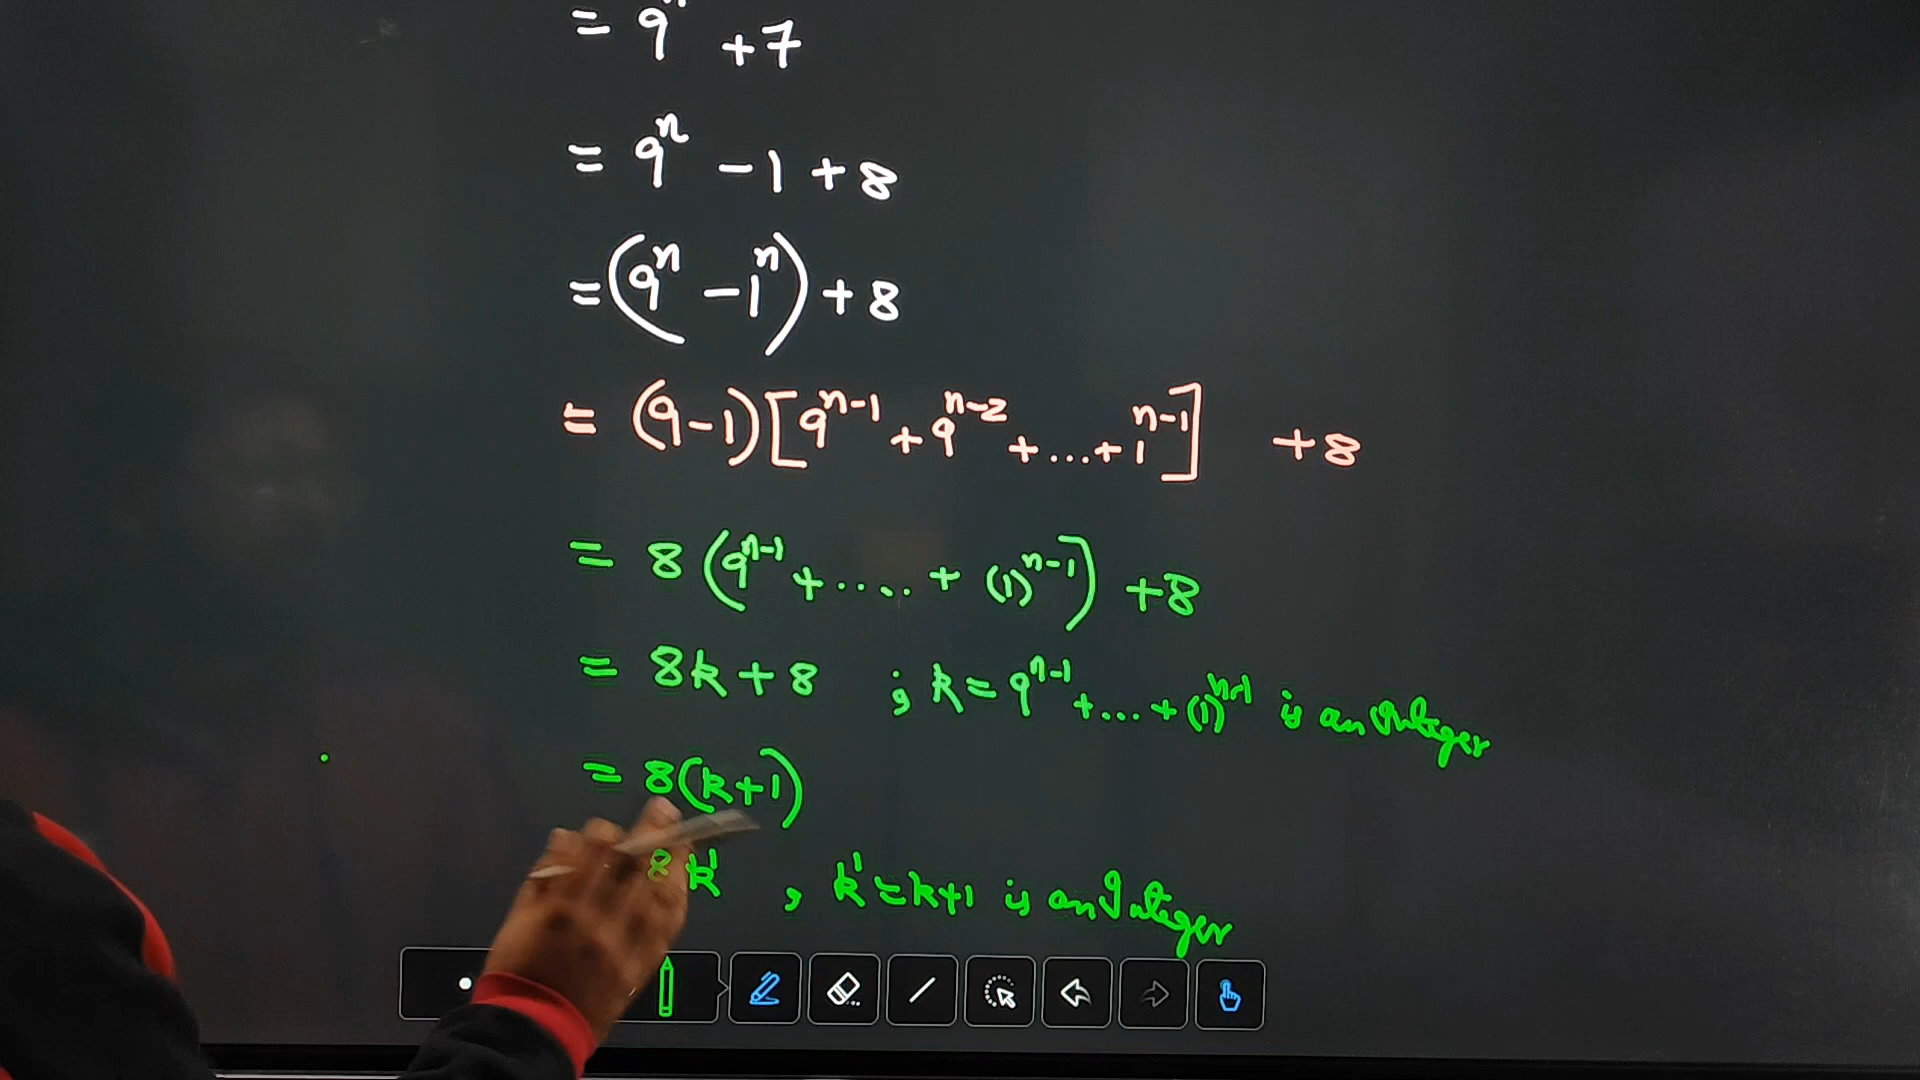 = 9ⁿ + 7
= 9ⁿ - 1 + 8
= (9ⁿ - 1ⁿ) + 8
= (9-1)[9ⁿ⁻¹ + 9ⁿ⁻² + ... + 1ⁿ⁻¹] + 8
= 8 (9ⁿ⁻¹ + ..... + (1)ⁿ⁻¹) + 8
= 8k + 8 ; k = 9ⁿ⁻¹ + ... + (1)ⁿ⁻¹ is an Integer
= 8(k+1)
8k' , k' = k+1 is an Integer